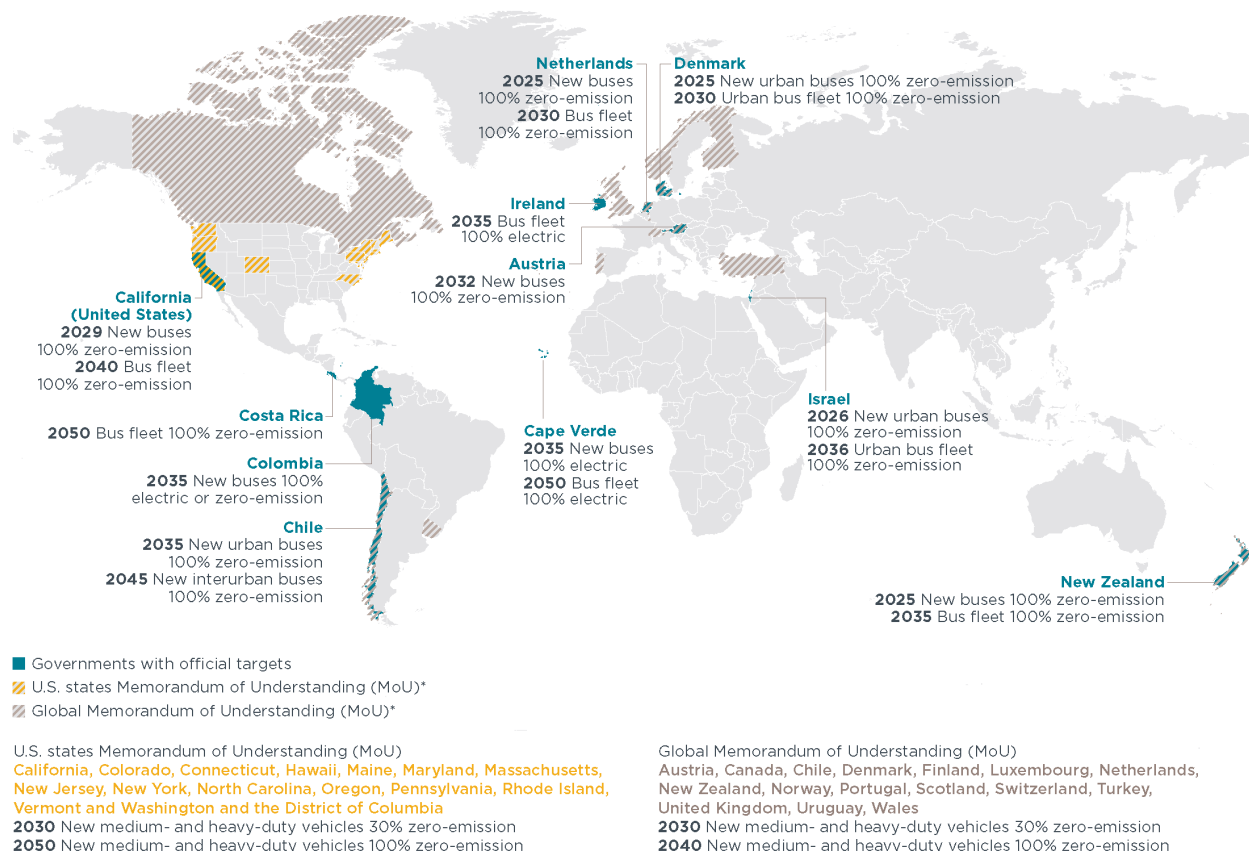 Netherlands
2025 New buses
100% zero-emission
2030 Bus fleet
100% zero-emission
Denmark
2025 New urban buses 100% zero-emission
2030 Urban bus fleet 100% zero-emission
Ireland
2035 Bus fleet
100% electric
Austria
2032 New buses
100% zero-emission
California
(United States)
2029 New buses
100% zero-emission
2040 Bus fleet
100% zero-emission
Costa Rica
2050 Bus fleet 100% zero-emission
Colombia
2035 New buses 100%
electric or zero-emission
Chile
2035 New urban buses
100% zero-emission
2045 New interurban buses
100% zero-emission
Cape Verde
2035 New buses
100% electric
2050 Bus fleet
100% electric
Israel
2026 New urban buses
100% zero-emission
2036 Urban bus fleet
100% zero-emission
New Zealand
2025 New buses 100% zero-emission
2035 Bus fleet 100% zero-emission
Governments with official targets
U.S. states Memorandum of Understanding (MoU)*
Global Memorandum of Understanding (MoU)*
U.S. states Memorandum of Understanding (MoU)
California, Colorado, Connecticut, Hawaii, Maine, Maryland, Massachusetts,
New Jersey, New York, North Carolina, Oregon, Pennsylvania, Rhode Island,
Vermont and Washington and the District of Columbia
2030 New medium- and heavy-duty vehicles 30% zero-emission
2050 New medium- and heavy-duty vehicles 100% zero-emission
Global Memorandum of Understanding (MoU)
Austria, Canada, Chile, Denmark, Finland, Luxembourg, Netherlands,
New Zealand, Norway, Portugal, Scotland, Switzerland, Turkey,
United Kingdom, Uruguay, Wales
2030 New medium- and heavy-duty vehicles 30% zero-emission
2040 New medium- and heavy-duty vehicles 100% zero-emission